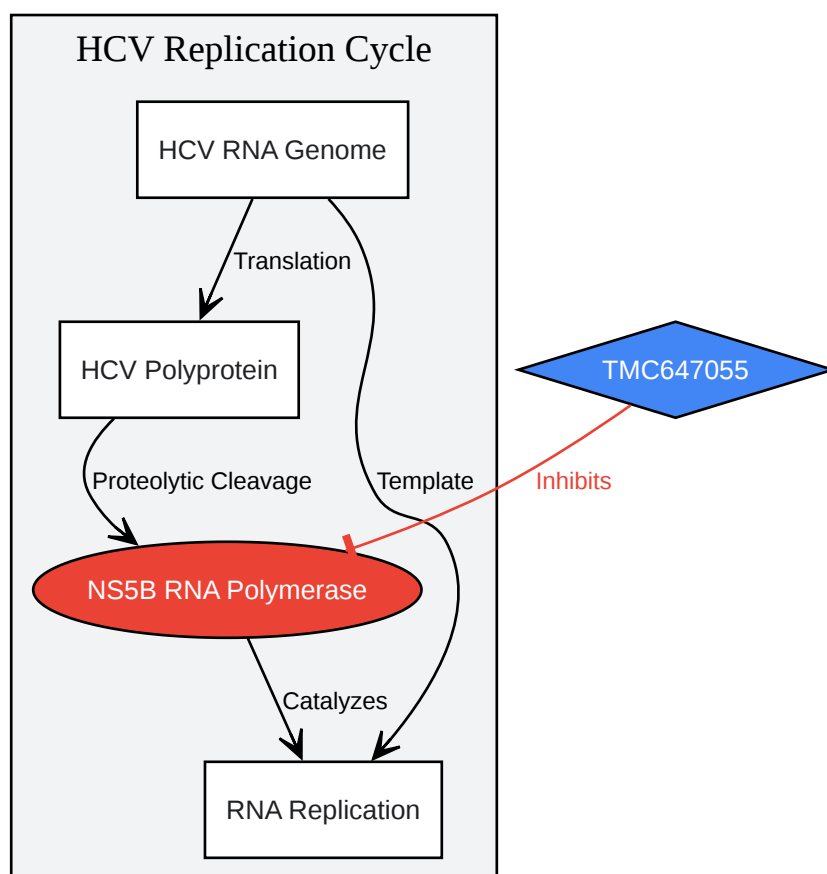 HCV Replication Cycle
HCV RNA Genome
Translation
HCV Polyprotein
TMC647055
Proteolytic Cleavage
Template
Inhibits
NS5B RNA Polymerase
Catalyzes
RNA Replication